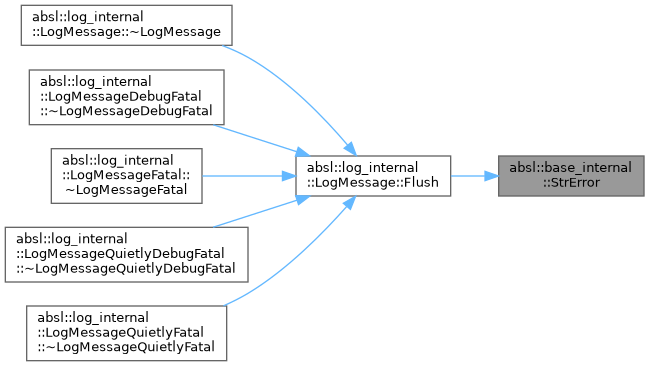 absl::log_internal
::LogMessage::~LogMessage
absl::log_internal
::LogMessageDebugFatal
::~LogMessageDebugFatal
absl::log_internal
::LogMessageFatal::
~LogMessageFatal
absl::log_internal
::LogMessageQuietlyDebugFatal
::~LogMessageQuietlyDebugFatal
absl::log_internal
::LogMessageQuietlyFatal
::~LogMessageQuietlyFatal
absl::log_internal
::LogMessage::Flush
absl::base_internal
::StrError